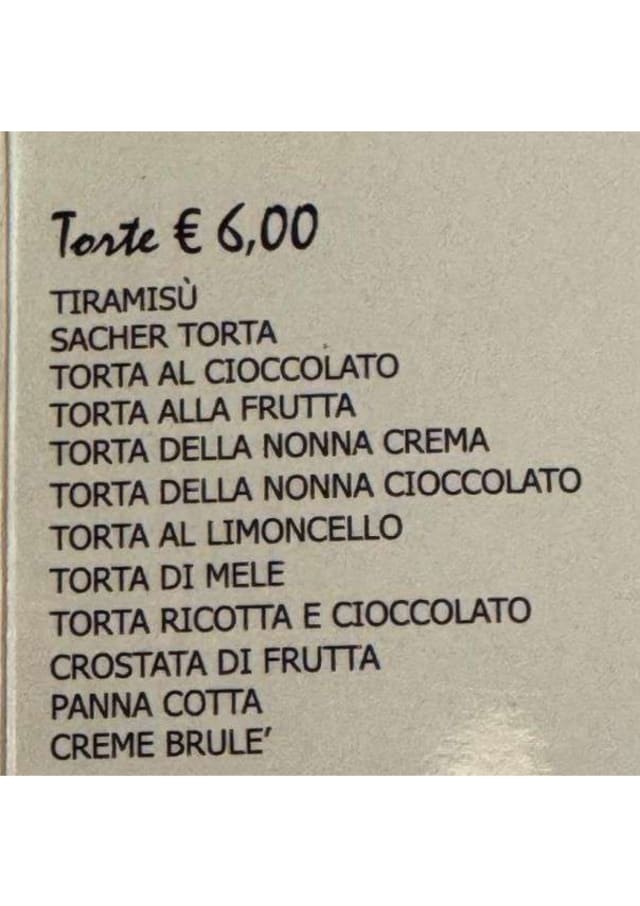 Torte € 6,00
TIRAMISÙ
SACHER TORTA
TORTA AL CIOCCOLATO
TORTA ALLA FRUTTA
TORTA DELLA NONNA CREMA
TORTA DELLA NONNA CIOCCOLATO
TORTA AL LIMONCELLO
TORTA DI MELE
TORTA RICOTTA E CIOCCOLATO
CROSTATA DI FRUTTA
PANNA COTTA
CREME BRULE’